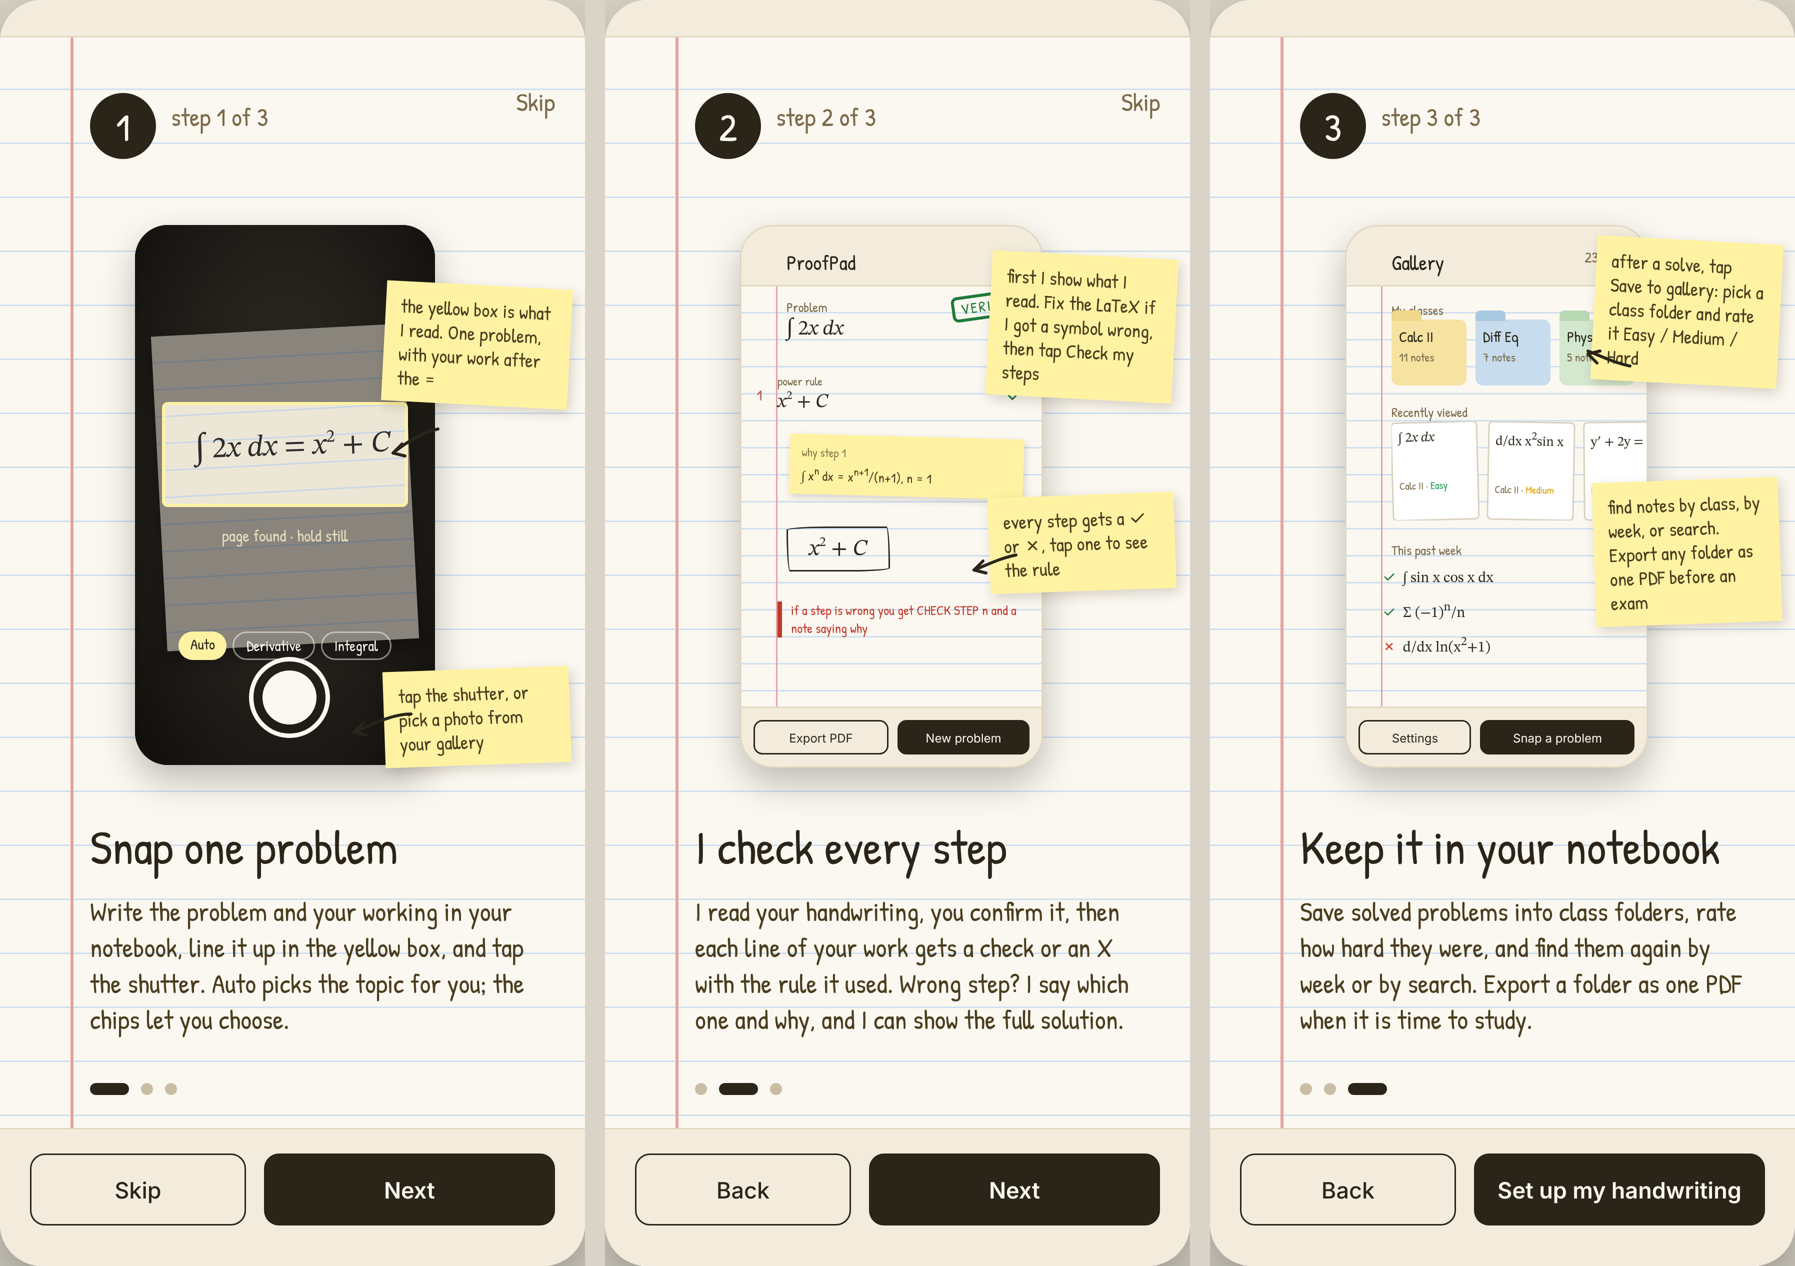 1
step 1 of 3
Skip
the yellow box is what
I read. One problem,
with your work after
the =
∫ 2x dx = x² + C
page found · hold still
Auto
Derivative
Integral
tap the shutter, or
pick a photo from
your gallery
Snap one problem
Write the problem and your working in your
notebook, line it up in the yellow box, and tap
the shutter. Auto picks the topic for you; the
chips let you choose.
Skip
Next
2
step 2 of 3
Skip
ProofPad
Problem
∫ 2x dx
first I show what I
read. Fix the LaTeX if
I got a symbol wrong,
then tap Check my
steps
power rule
1
x² + C
why step 1
∫ xⁿ dx = xⁿ⁺¹/(n+1), n = 1
every step gets a ✓
or ×, tap one to see
the rule
x² + C
if a step is wrong you get CHECK STEP n and a
note saying why
Export PDF
New problem
I check every step
I read your handwriting, you confirm it, then
each line of your work gets a check or an X
with the rule it used. Wrong step? I say which
one and why, and I can show the full solution.
Back
Next
3
step 3 of 3
Gallery
23
after a solve, tap
Save to gallery: pick a
class folder and rate
it Easy / Medium /
Hard
My classes
Calc II
11 notes
Diff Eq
7 notes
Phys
5
Recently viewed
∫ 2x dx
Calc II · Easy
d/dx x²sin x
Calc II · Medium
y′ + 2y =
find notes by class, by
week, or search.
Export any folder as
one PDF before an
exam
This past week
✓ ∫ sin x cos x dx
✓ Σ (−1)ⁿ/n
× d/dx ln(x²+1)
Settings
Snap a problem
Keep it in your notebook
Save solved problems into class folders, rate
how hard they were, and find them again by
week or by search. Export a folder as one PDF
when it is time to study.
Back
Set up my handwriting